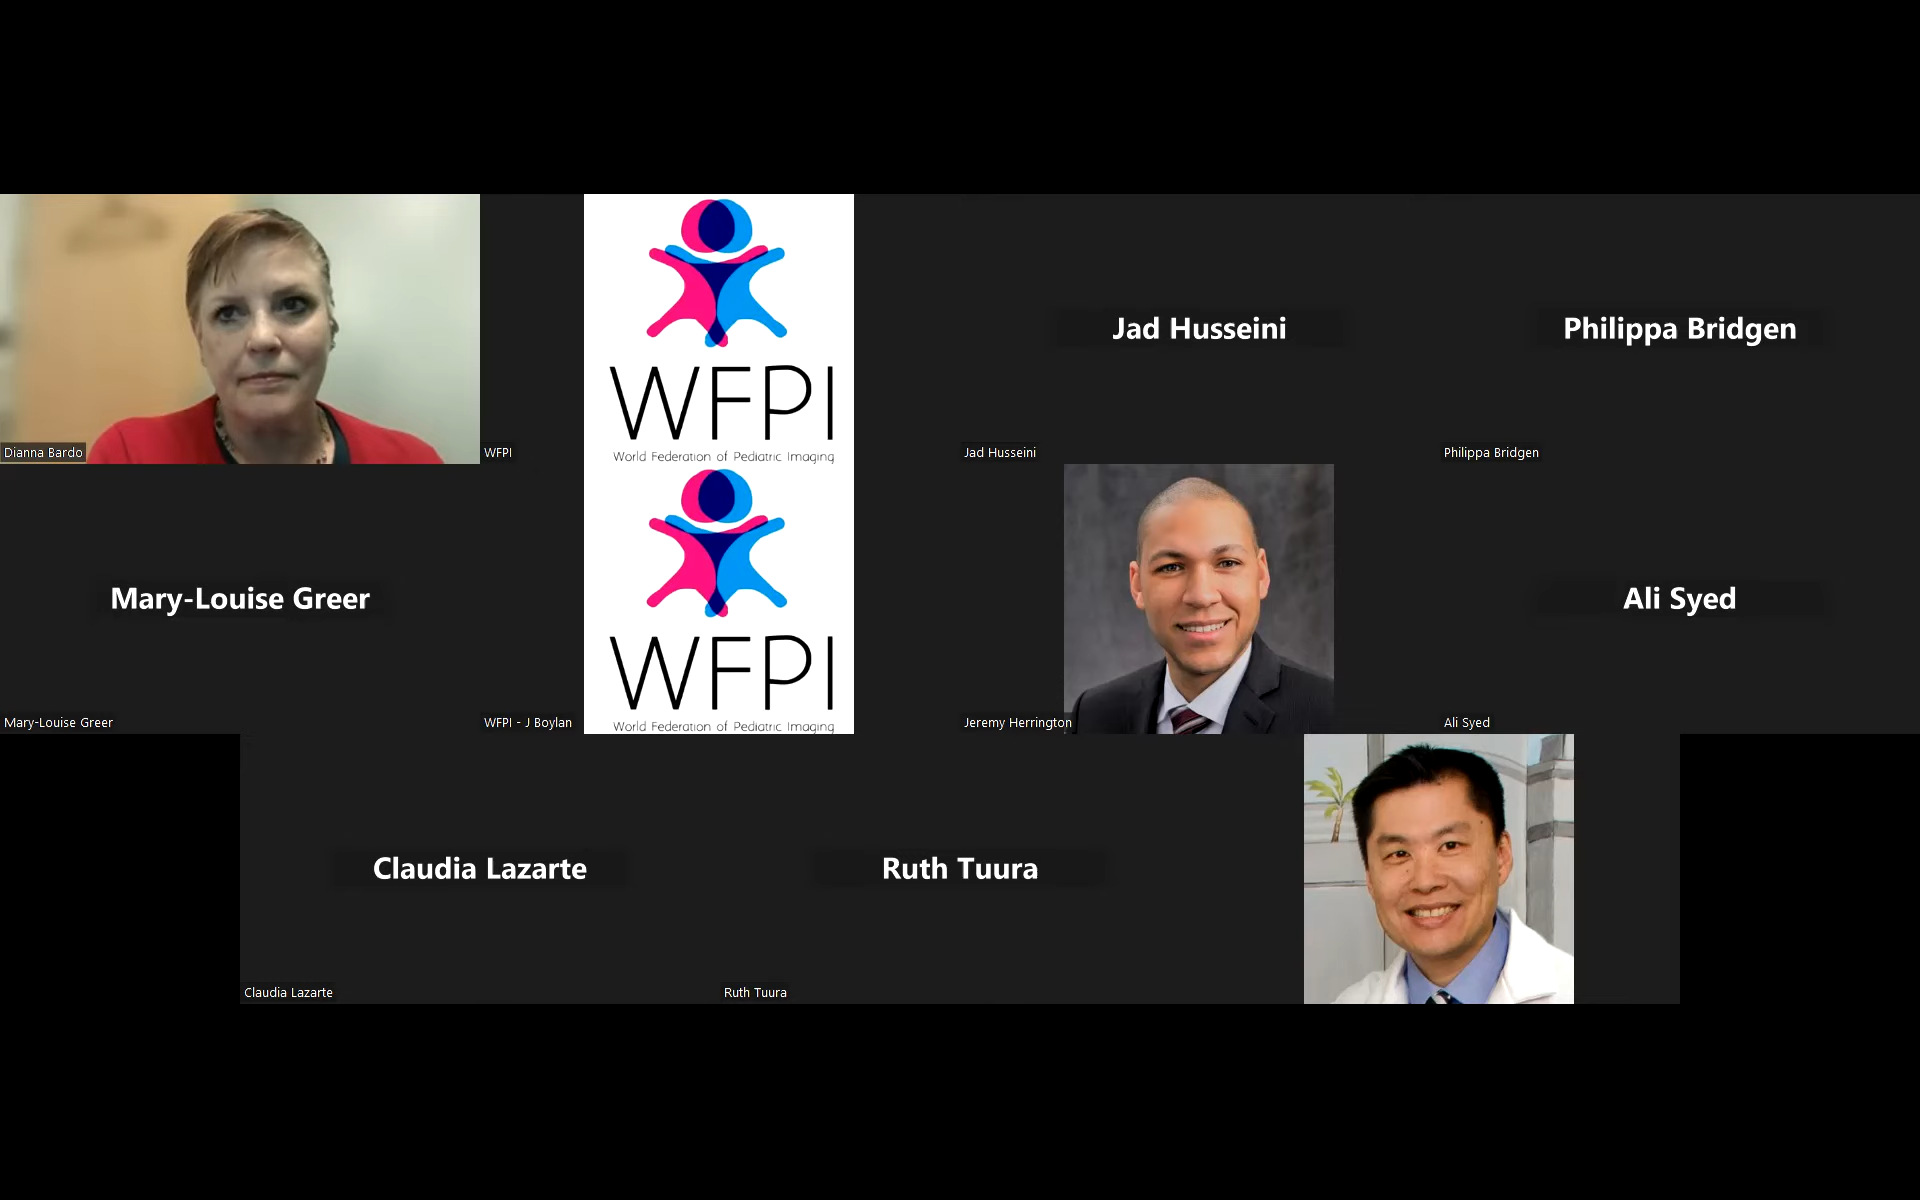 WFPI
World Federation of Pediatric Imaging
Jad Husseini
Philippa Bridgen
Dianna Bardo
WFPI
Jad Husseini
Philippa Bridgen
Mary-Louise Greer
WFPI
World Federation of Pediatric Imaging
Ali Syed
Mary-Louise Greer
WFPI - J Boylan
Jeremy Herrington
Ali Syed
Claudia Lazarte
Ruth Tuura
Claudia Lazarte
Ruth Tuura